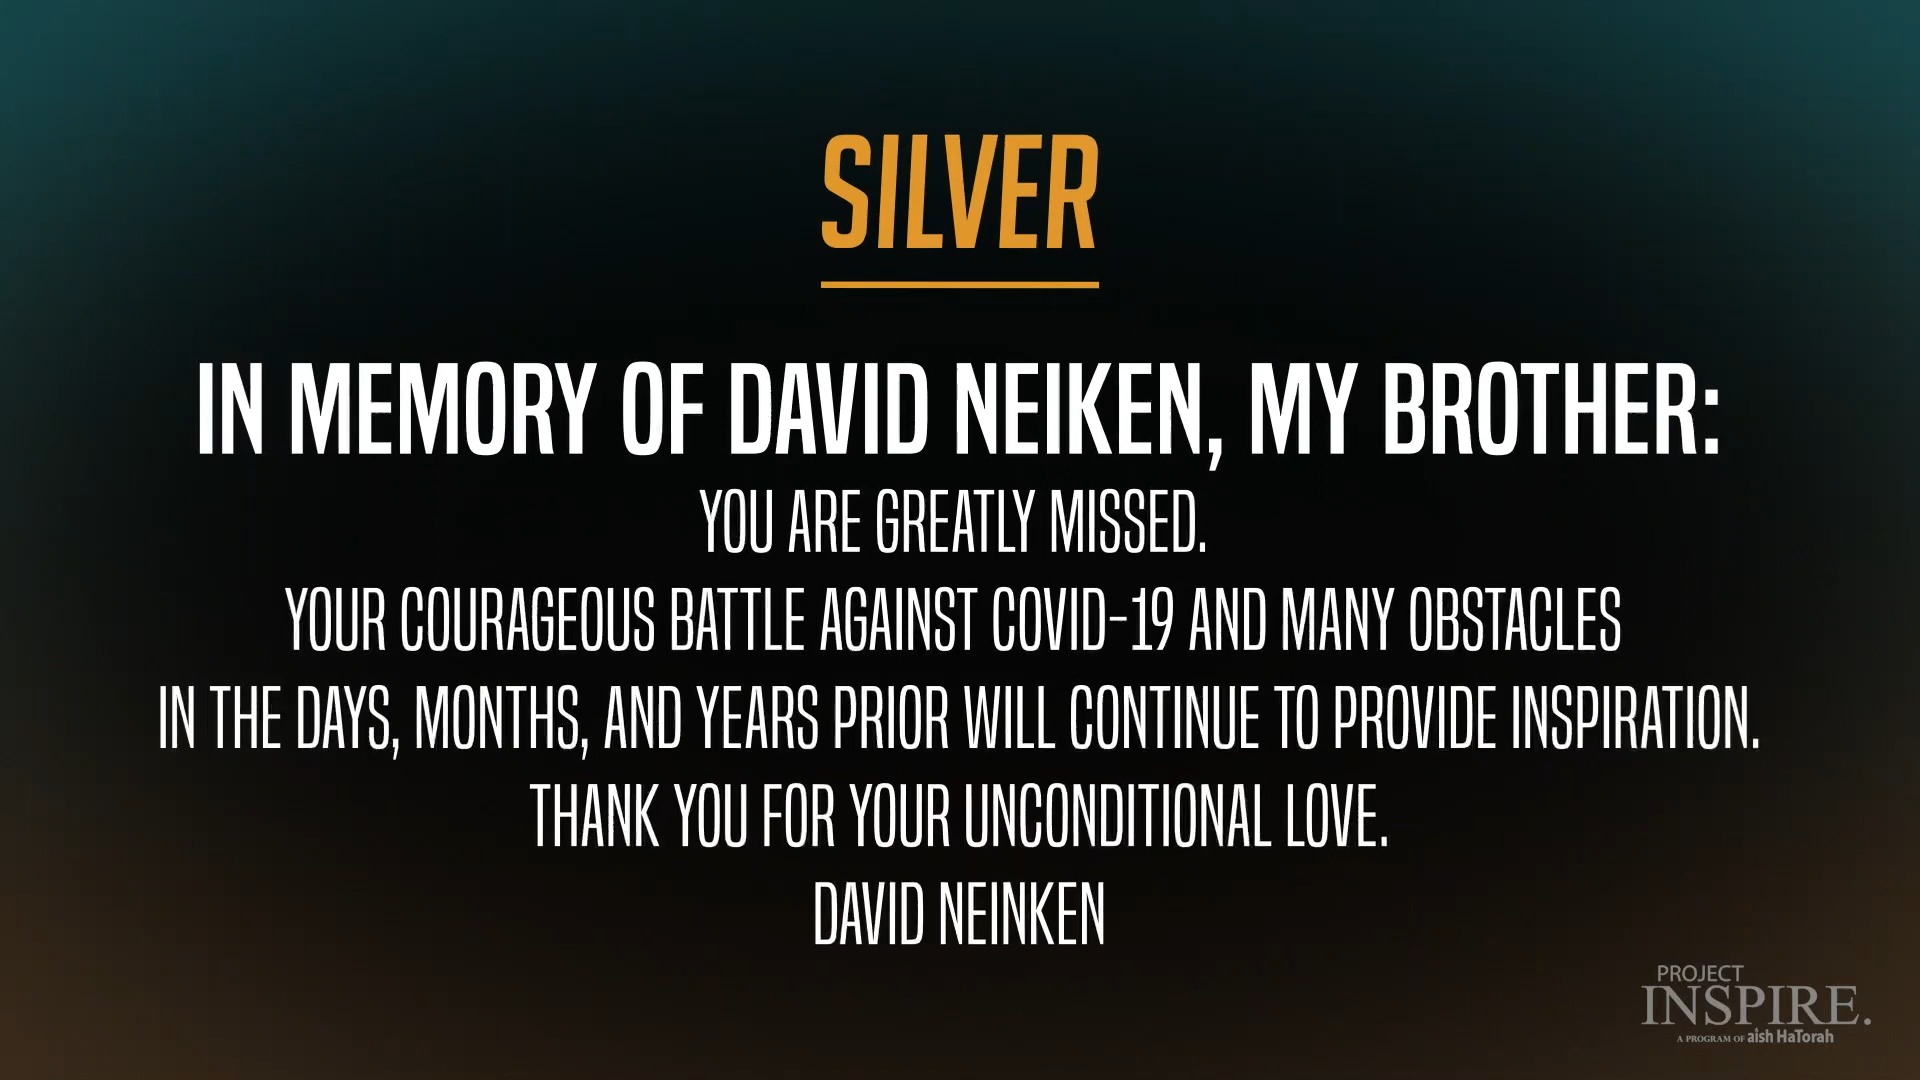 SILVER
IN MEMORY OF DAVID NEIKEN, MY BROTHER:
YOU ARE GREATLY MISSED.
YOUR COURAGEOUS BATTLE AGAINST COVID-19 AND MANY OBSTACLES
IN THE DAYS, MONTHS, AND YEARS PRIOR WILL CONTINUE TO PROVIDE INSPIRATION.
THANK YOU FOR YOUR UNCONDITIONAL LOVE.
DAVID NEINKEN
PROJECT
INSPIRE.
A PROGRAM OF aish HaTorah